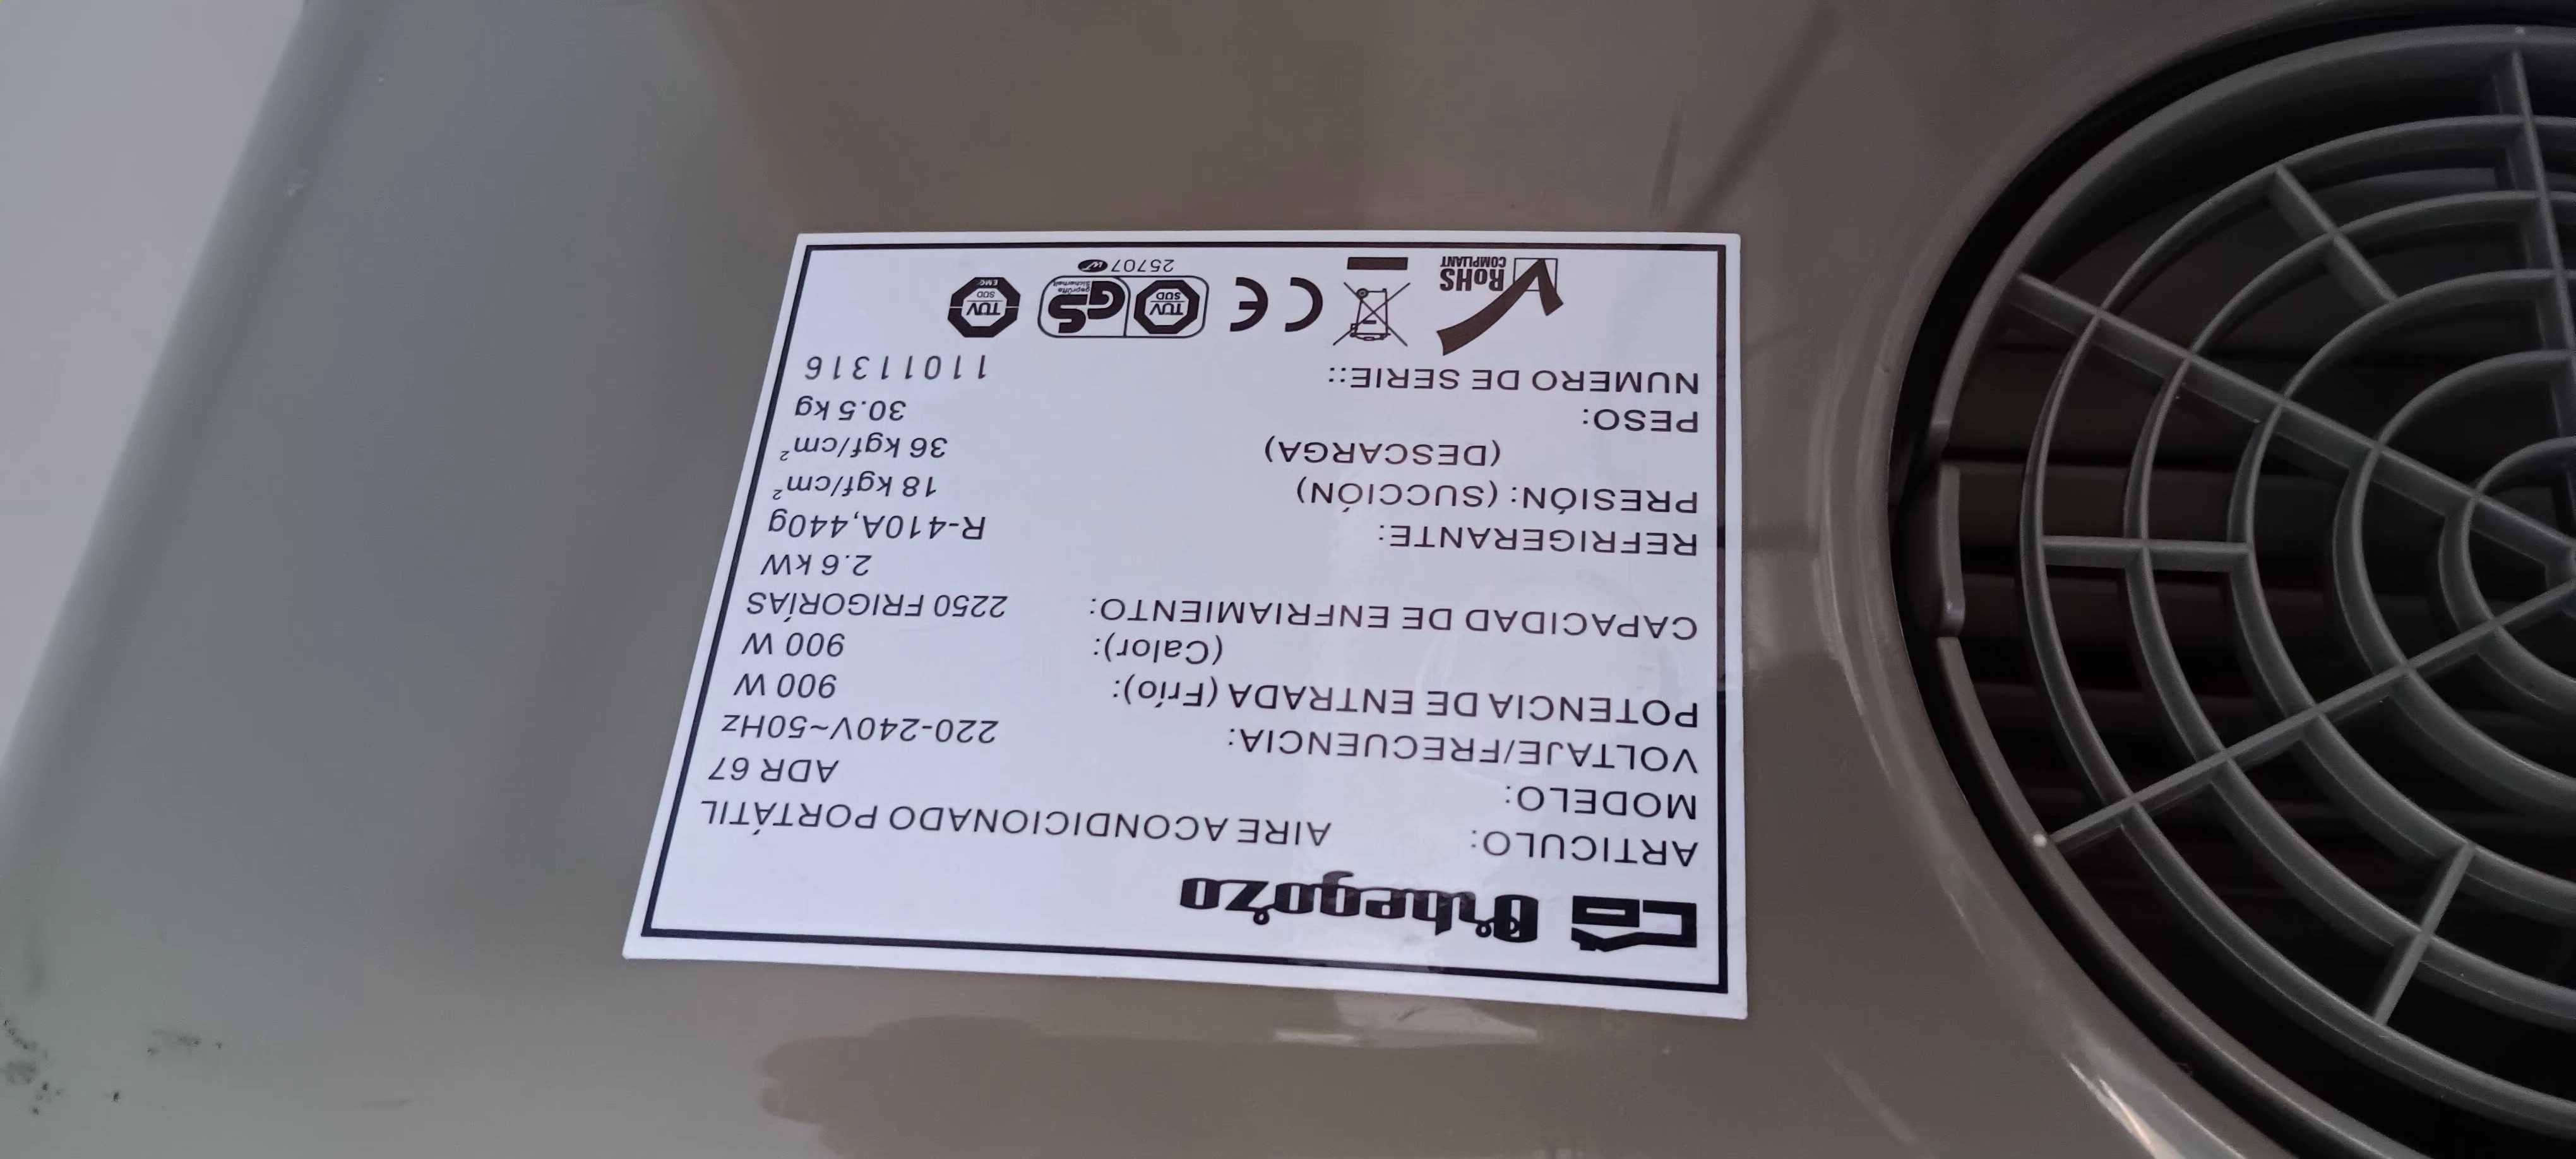 Orbegozo
ARTICULO: AIRE ACONDICIONADO PORTÁTIL
MODELO: ADR 67
VOLTAJE/FRECUENCIA: 220-240V~50Hz
POTENCIA DE ENTRADA (Frío): 900 W
(Calor): 900 W
CAPACIDAD DE ENFRIAMIENTO: 2250 FRIGORÍAS
2.6 kW
REFRIGERANTE: R-410A,440g
PRESIÓN: (SUCCIÓN) 18 kgf/cm²
(DESCARGA) 36 kgf/cm²
PESO: 30.5 kg
NUMERO DE SERIE:: 11011316
RoHS COMPLIANT CE TÜV SÜD GS geprüfte Sicherheit TÜV SÜD EMC
25707